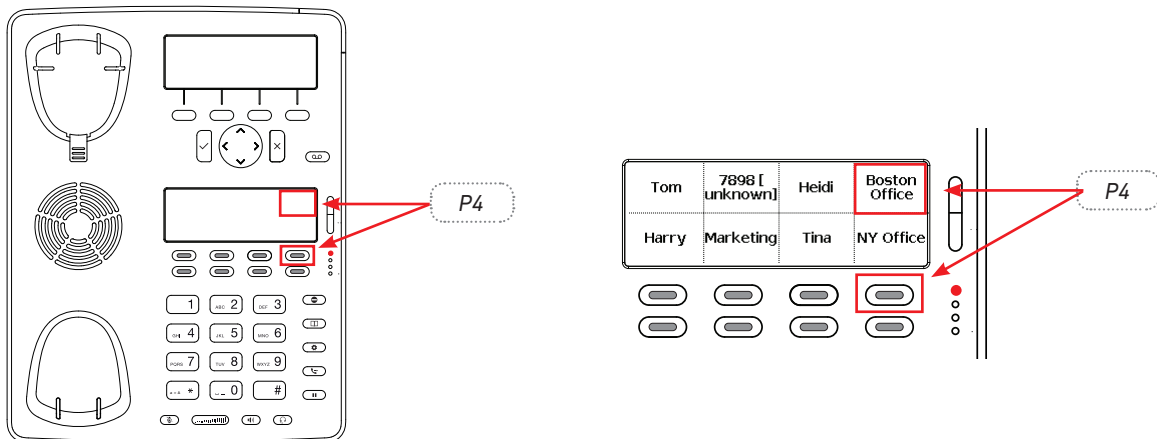 P4
1
ABC 2
DEF 3
GHI 4
JKL 5
MNO 6
PQRS 7
TUV 8
WXYZ 9
*
_ 0
#
Tom
7898 [
unknown]
Heidi
Boston
Office
Harry
Marketing
Tina
NY Office
P4